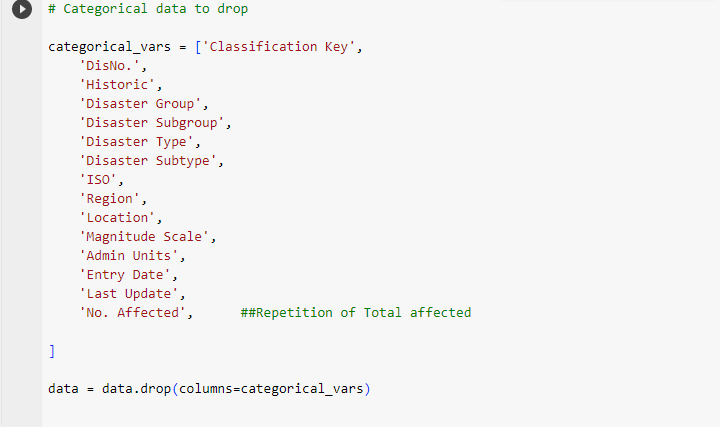 # Categorical data to drop
categorical_vars = ['Classification Key',
'DisNo.',
'Historic',
'Disaster Group',
'Disaster Subgroup',
'Disaster Type',
'Disaster Subtype',
'ISO',
'Region',
'Location',
'Magnitude Scale',
'Admin Units',
'Entry Date',
'Last Update',
'No. Affected',      ##Repetition of Total affected
]
data = data.drop(columns=categorical_vars)